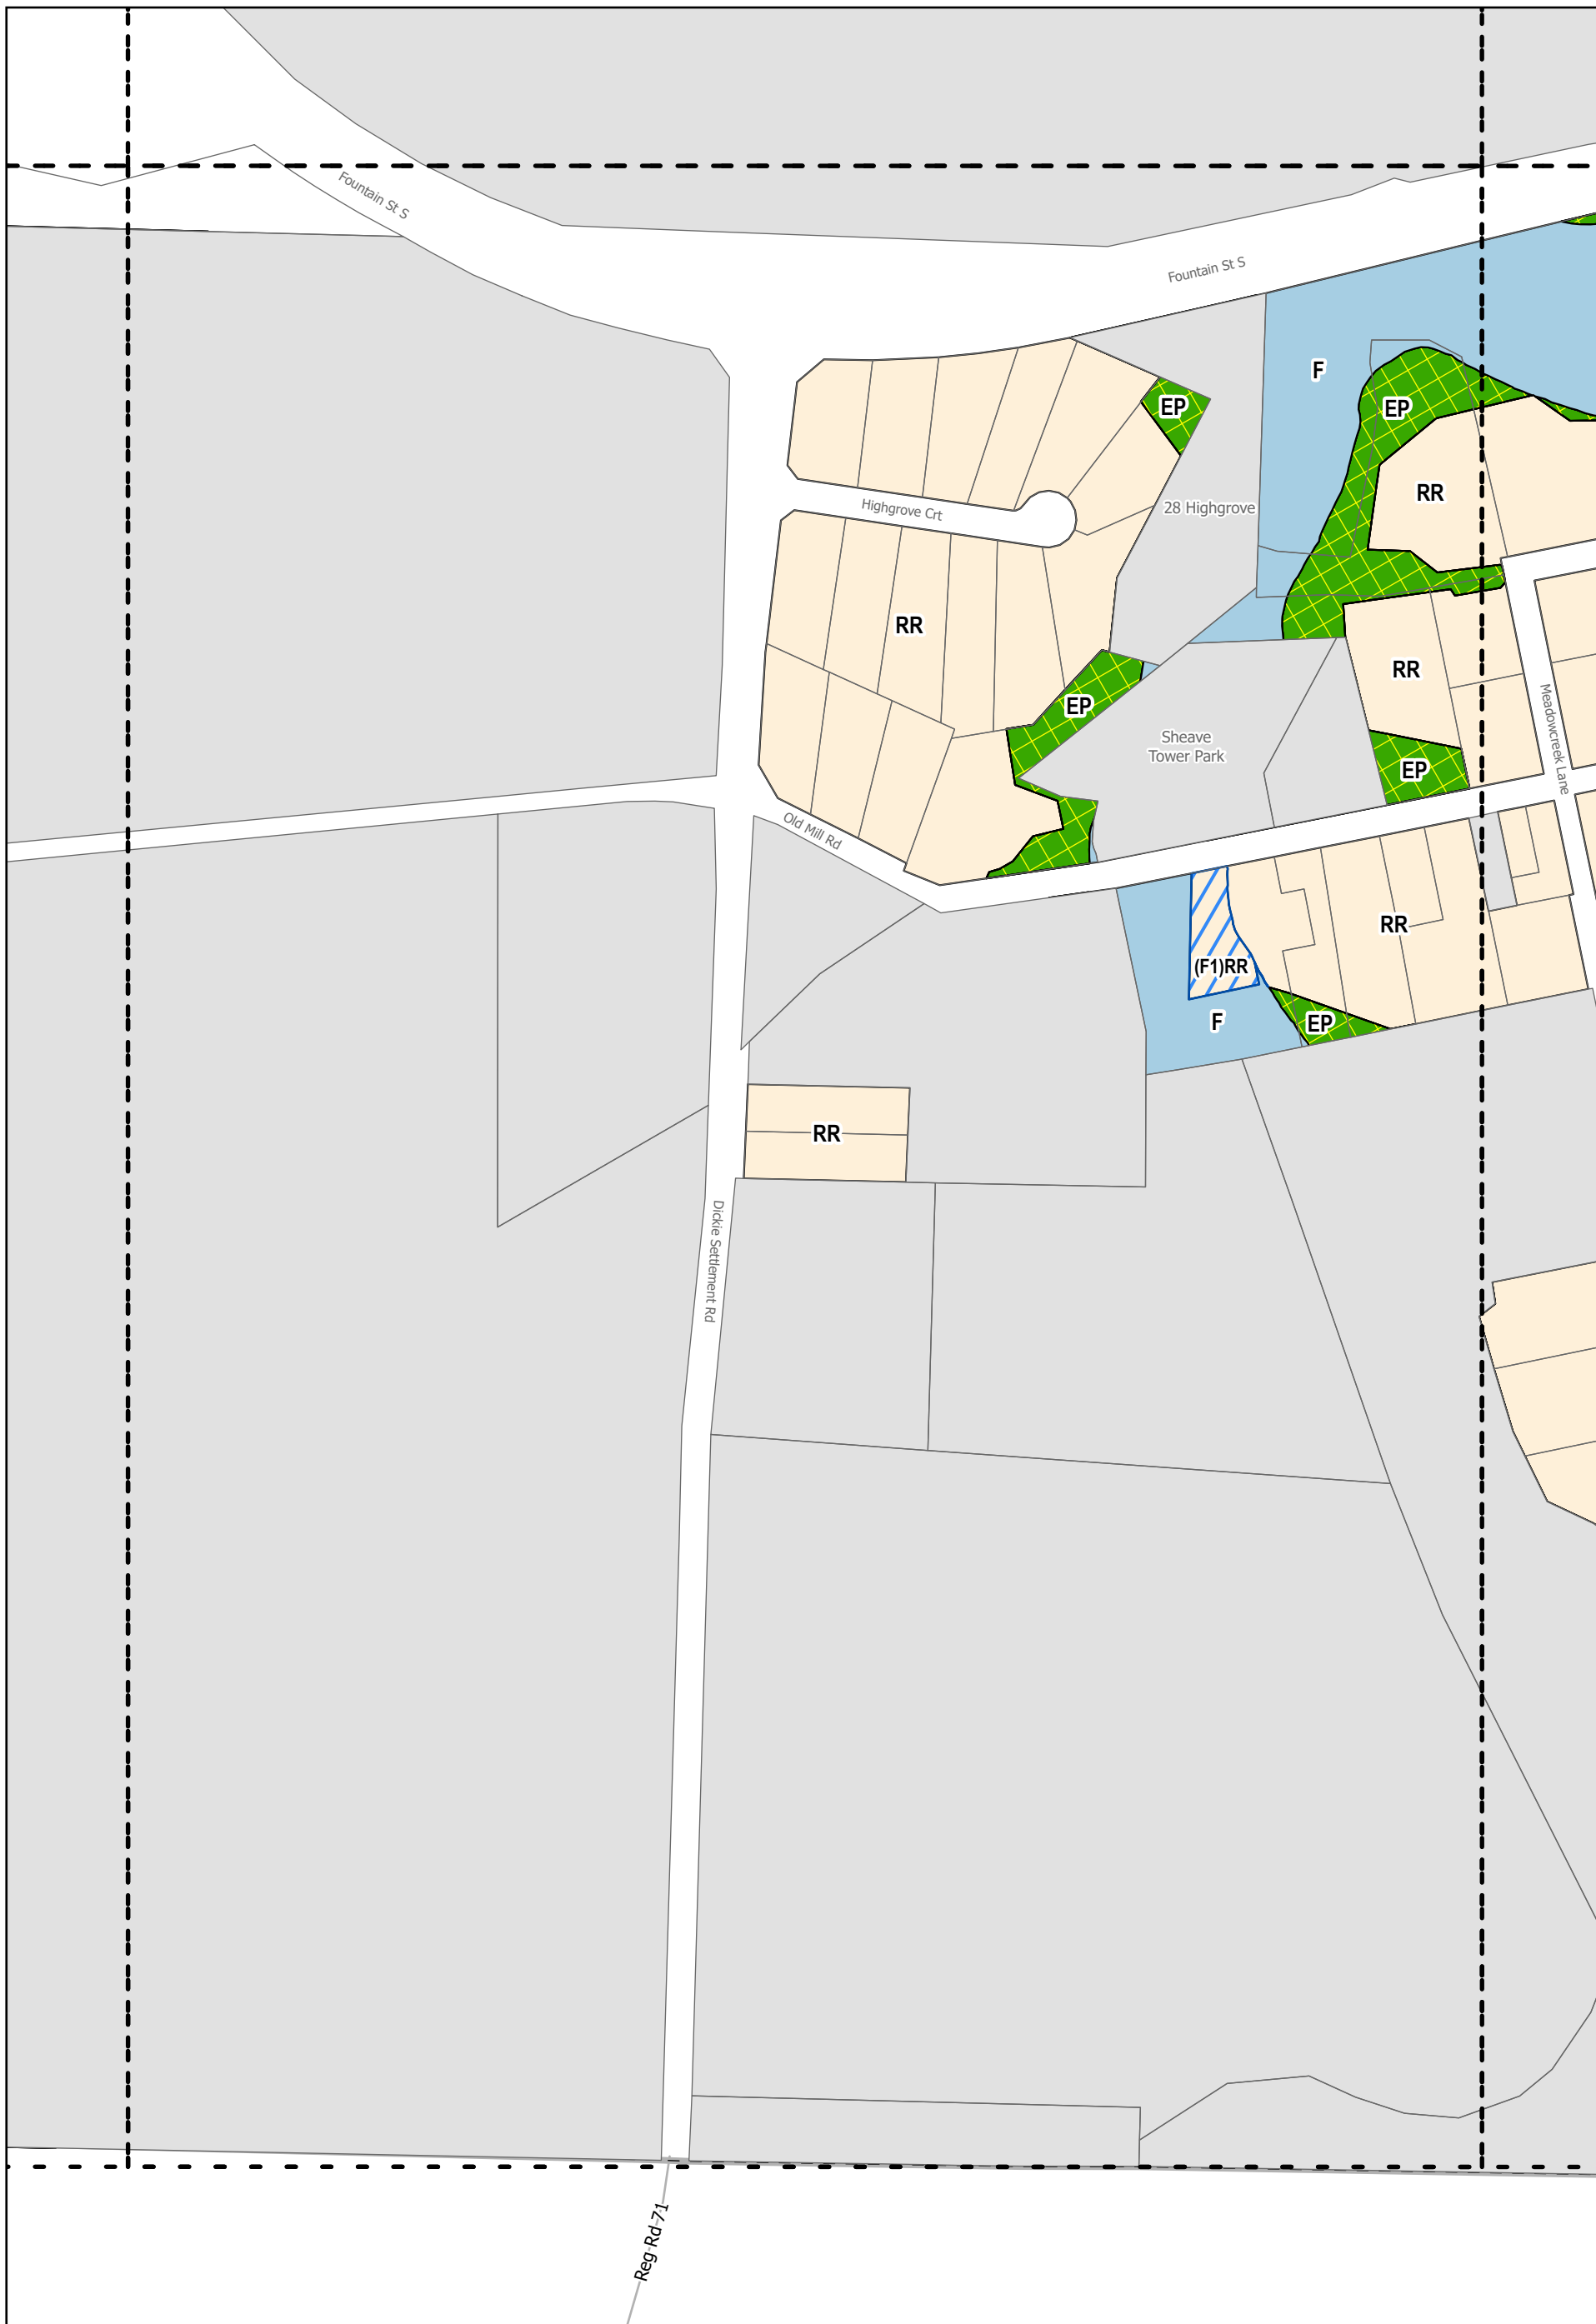 Fountain St S
Fountain St S
F
EP
EP
RR
28 Highgrove
Highgrove Crt
RR
RR
EP
Meadowcreek Lane
Sheave
Tower Park
EP
Old Mill Rd
RR
(F1)RR
F
EP
RR
Dickie Settlement Rd
Reg Rd 71